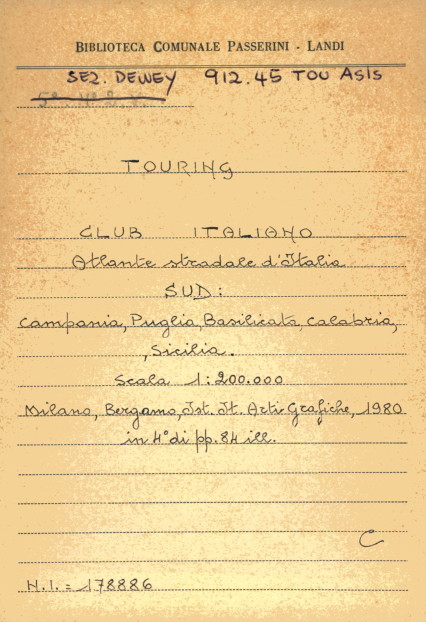 BIBLIOTECA COMUNALE PASSERINI - LANDI
SEZ. DEWEY 912.45 TOU ASIS
TOURING
CLUB ITALIANO
Atlante stradale d'Italia
SUD:
Campania, Puglia, Basilicata, Calabria,
, Sicilia.
Scala 1:200.000
Milano, Bergamo, Ist. It. Arti Grafiche, 1980
in 4° di pp. 84 ill.
C
N.I. = 178886